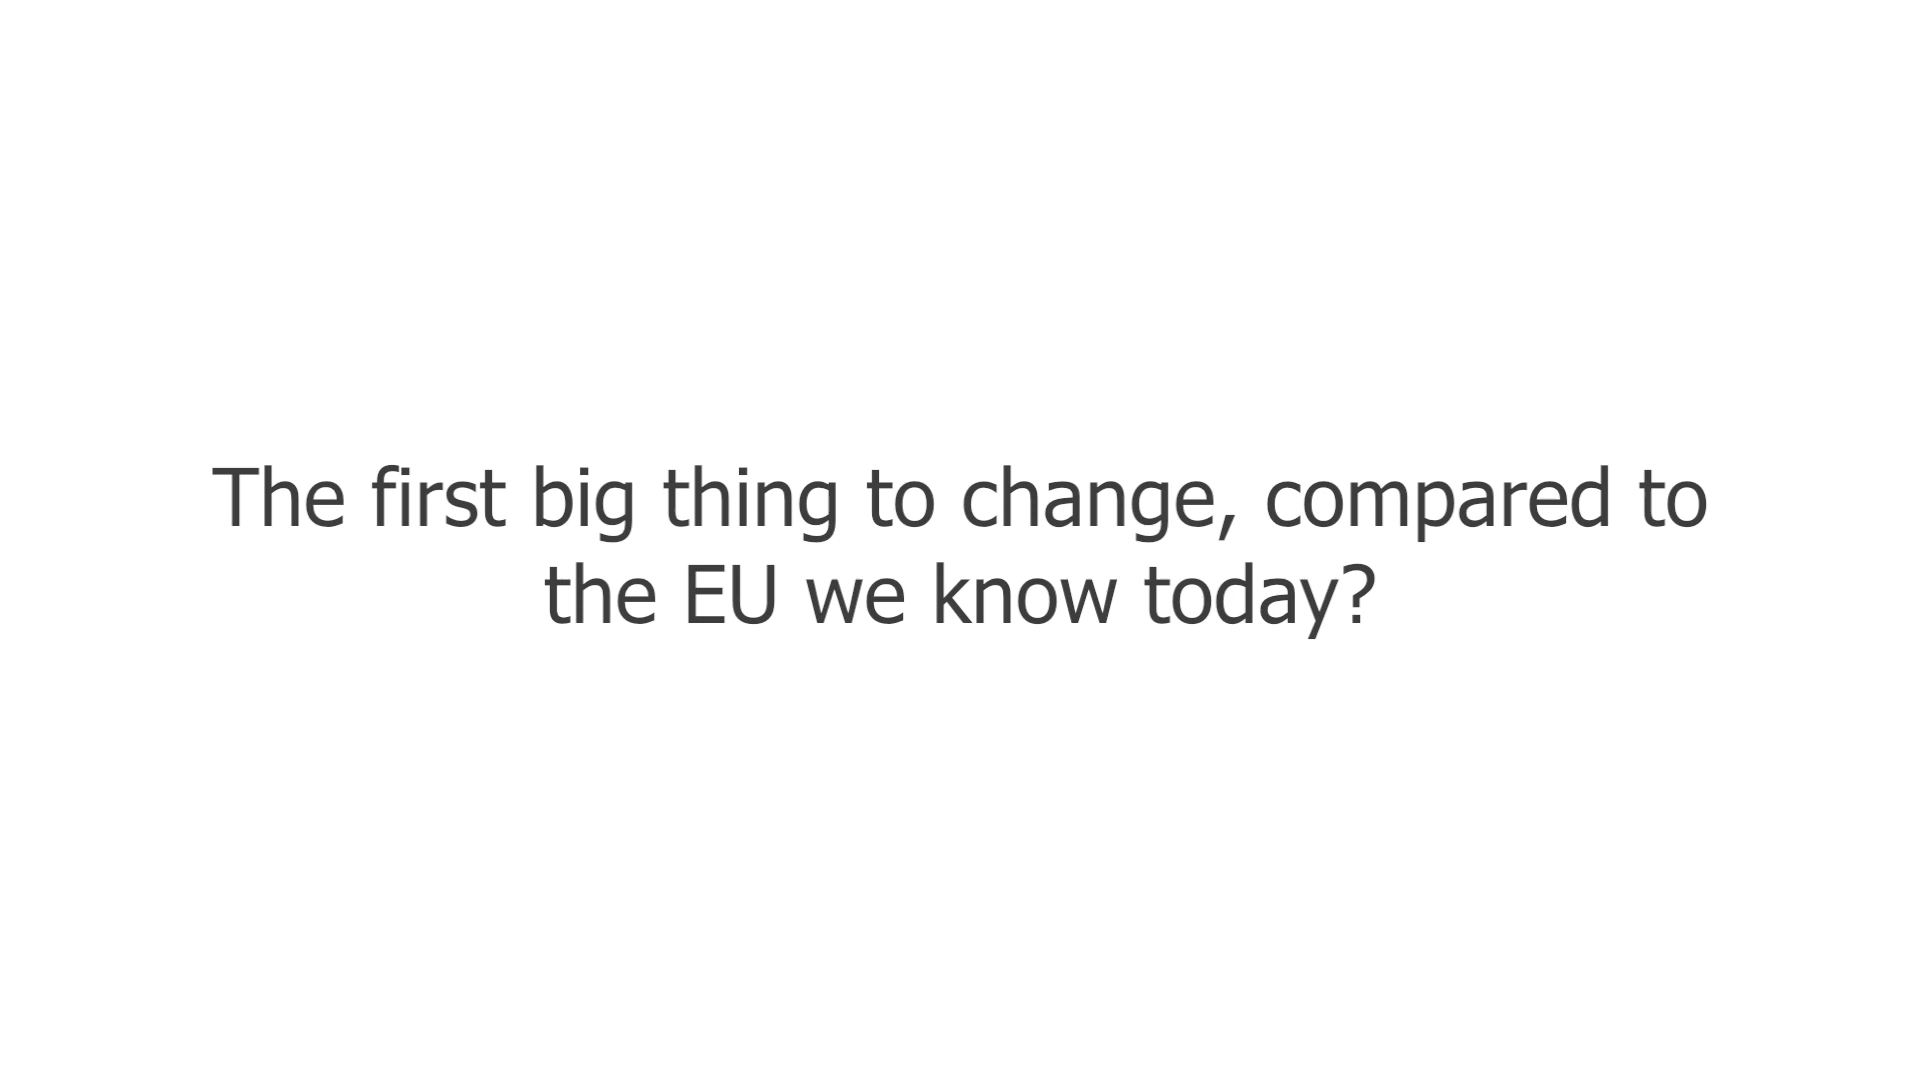 The first big thing to change, compared to
the EU we know today?